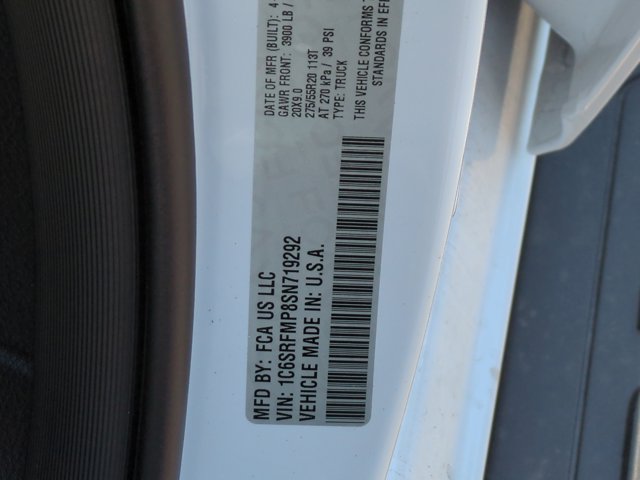 MFD BY: FCA US LLC
VIN: 1C6SRFMP8SN719292
VEHICLE MADE IN: U.S.A.
DATE OF MFR (BUILT): 4
GAWR FRONT: 3900 LB /
20X9.0
275/55R20 113T
AT 270 kPa / 39 PSI
TYPE: TRUCK
THIS VEHICLE CONFORMS
STANDARDS IN